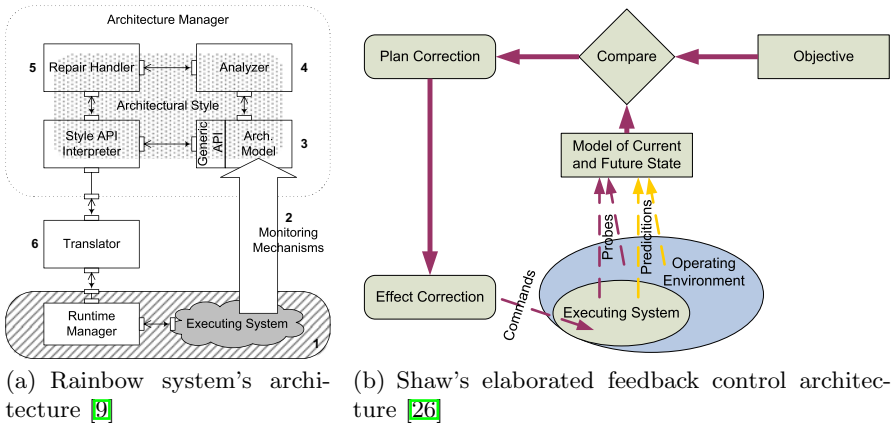 Architecture Manager
5
Repair Handler
Analyzer
4
Architectural Style
Style API
Interpreter
Generic
API
Arch.
Model
3
2
Monitoring
Mechanisms
6
Translator
Runtime
Manager
Executing System
1
(a) Rainbow system's archi-
tecture [9]
Plan Correction
Compare
Objective
Model of Current
and Future State
Probes
Predicitions
Operating
Environment
Effect Correction
Commands
Executing System
(b) Shaw's elaborated feedback control architec-
ture [26]